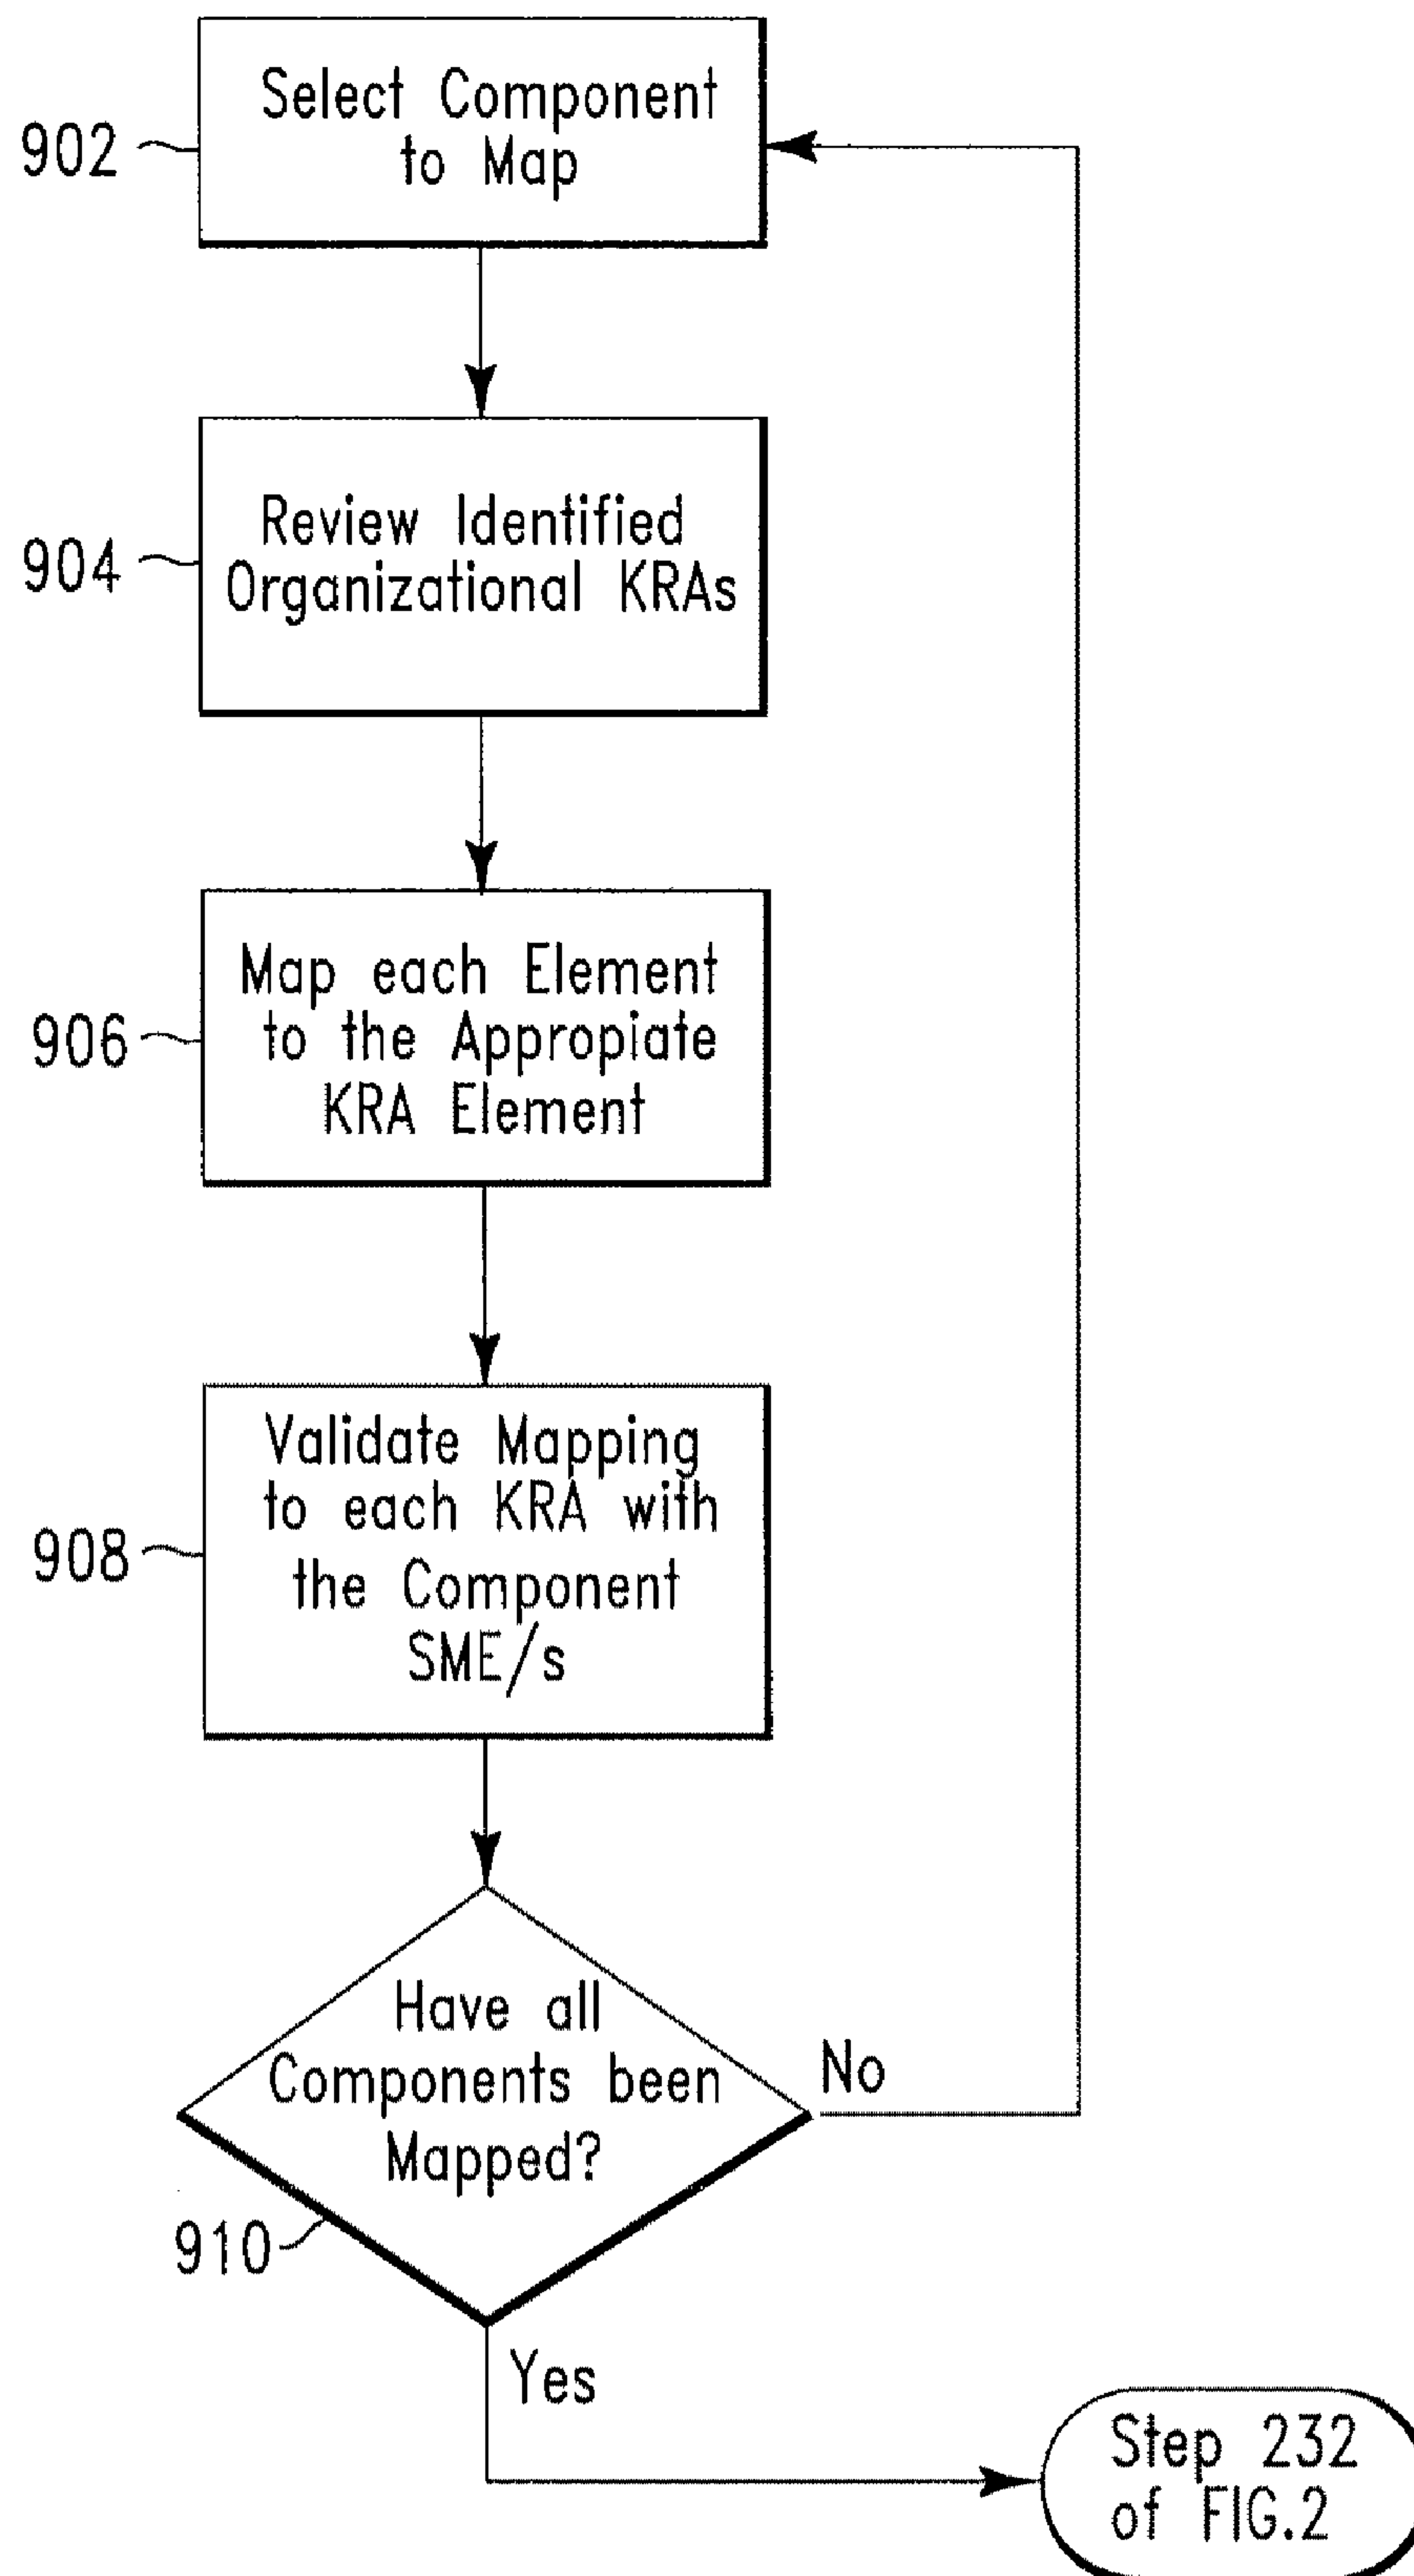 902
Select Component
to Map
904
Review Identified
Organizational KRAs
906
Map each Element
to the Appropiate
KRA Element
908
Validate Mapping
to each KRA with
the Component
SME/s
Have all
Components been
Mapped?
910
No
Yes
Step 232
of FIG.2